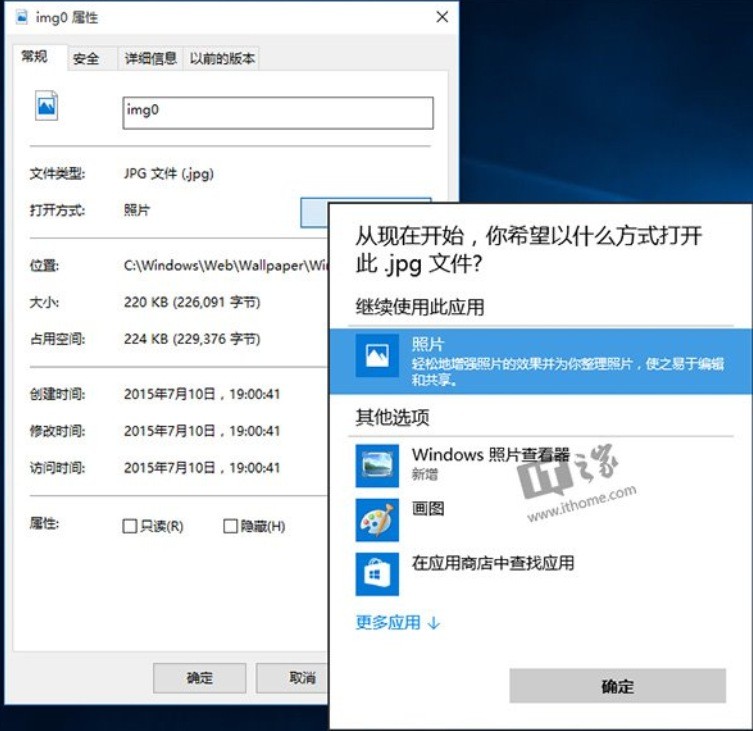 img0 属性
常规
安全
详细信息
以前的版本
img0
文件类型: JPG 文件 (.jpg)
打开方式: 照片
位置: C:\Windows\Web\Wallpaper\Wi
大小: 220 KB (226,091 字节)
占用空间: 224 KB (229,376 字节)
创建时间: 2015年7月10日，19:00:41
修改时间: 2015年7月10日，19:00:41
访问时间: 2015年7月10日，19:00:41
属性: 只读(R) 隐藏(H)
确定
取消
从现在开始，你希望以什么方式打开
此 .jpg 文件?
继续使用此应用
照片
轻松地增强照片的效果并为你整理照片，使之易于编辑
和共享。
其他选项
Windows 照片查看器
新增
画图
在应用商店中查找应用
更多应用 ↓
确定
IT之家
www.ithome.com